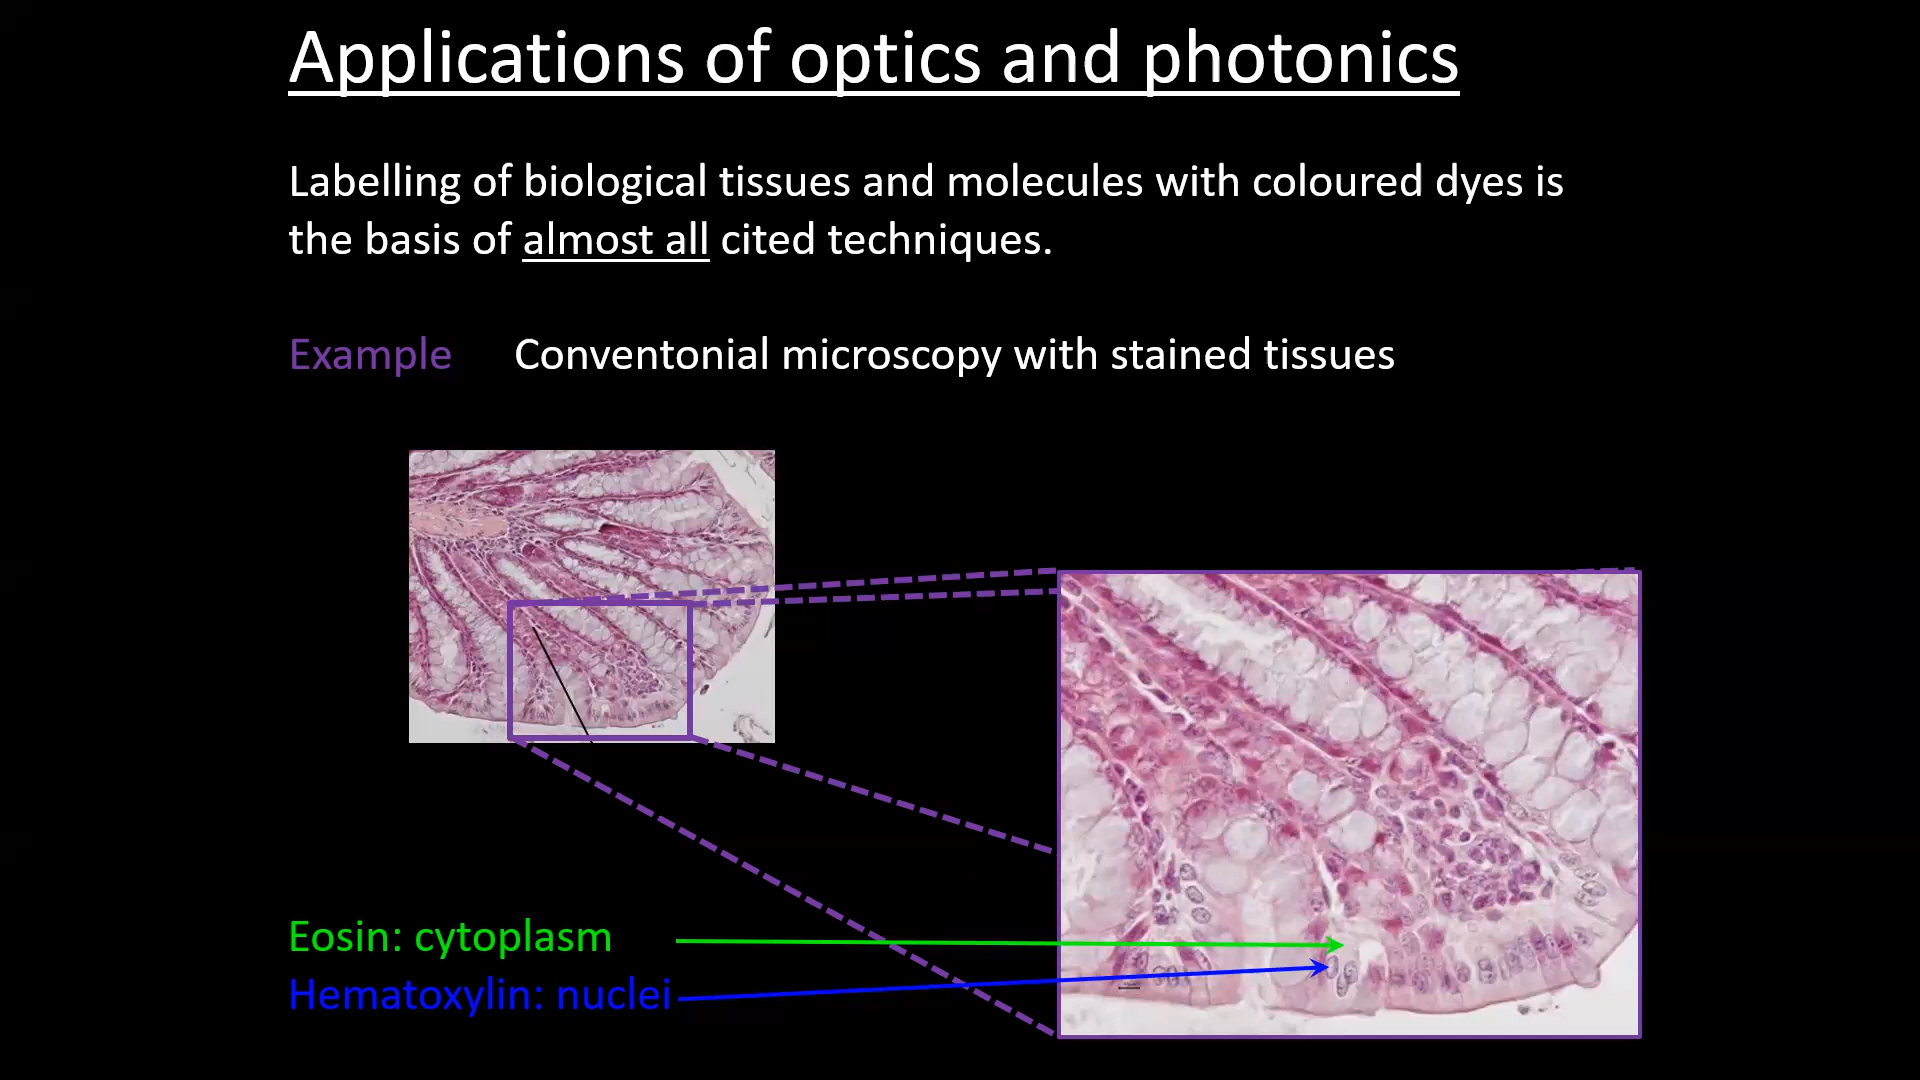 Applications of optics and photonics
Labelling of biological tissues and molecules with coloured dyes is
the basis of almost all cited techniques.
Example Conventonial microscopy with stained tissues
Eosin: cytoplasm
Hematoxylin: nuclei